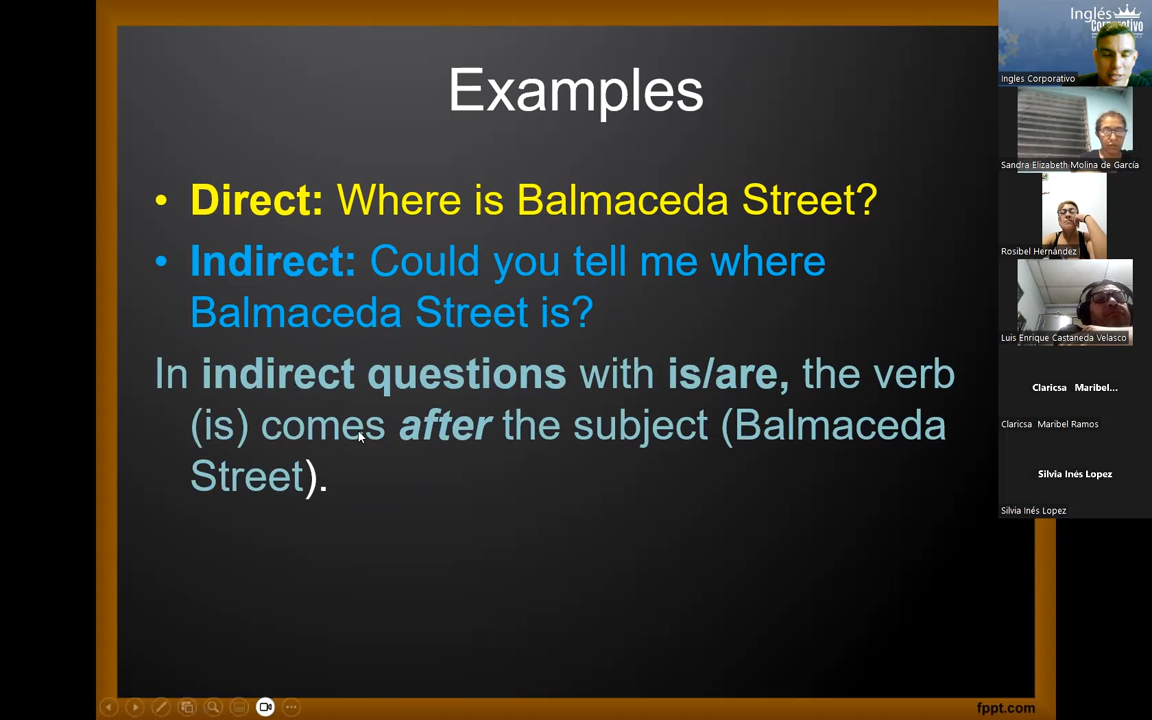 Examples
• Direct: Where is Balmaceda Street?
• Indirect: Could you tell me where
Balmaceda Street is?
In indirect questions with is/are, the verb
(is) comes after the subject (Balmaceda
Street).
fppt.com
Inglés
Corporativo
Ingles Corporativo
Sandra Elizabeth Molina de García
Rosibel Hernández
Luis Enrique Castaneda Velasco
Claricsa Maribel...
Claricsa Maribel Ramos
Silvia Inés Lopez
Silvia Inés Lopez